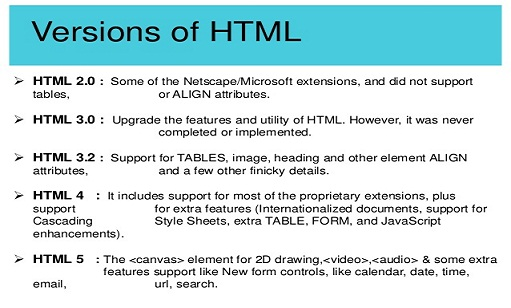 Versions of HTML
➢ HTML 2.0 : Some of the Netscape/Microsoft extensions, and did not support
tables, or ALIGN attributes.
➢ HTML 3.0 : Upgrade the features and utility of HTML. However, it was never
completed or implemented.
➢ HTML 3.2 : Support for TABLES, image, heading and other element ALIGN
attributes, and a few other finicky details.
➢ HTML 4 : It includes support for most of the proprietary extensions, plus
support for extra features (Internationalized documents, support for
Cascading Style Sheets, extra TABLE, FORM, and JavaScript
enhancements).
➢ HTML 5 : The <canvas> element for 2D drawing,<video>,<audio> & some extra
features support like New form controls, like calendar, date, time,
email, url, search.